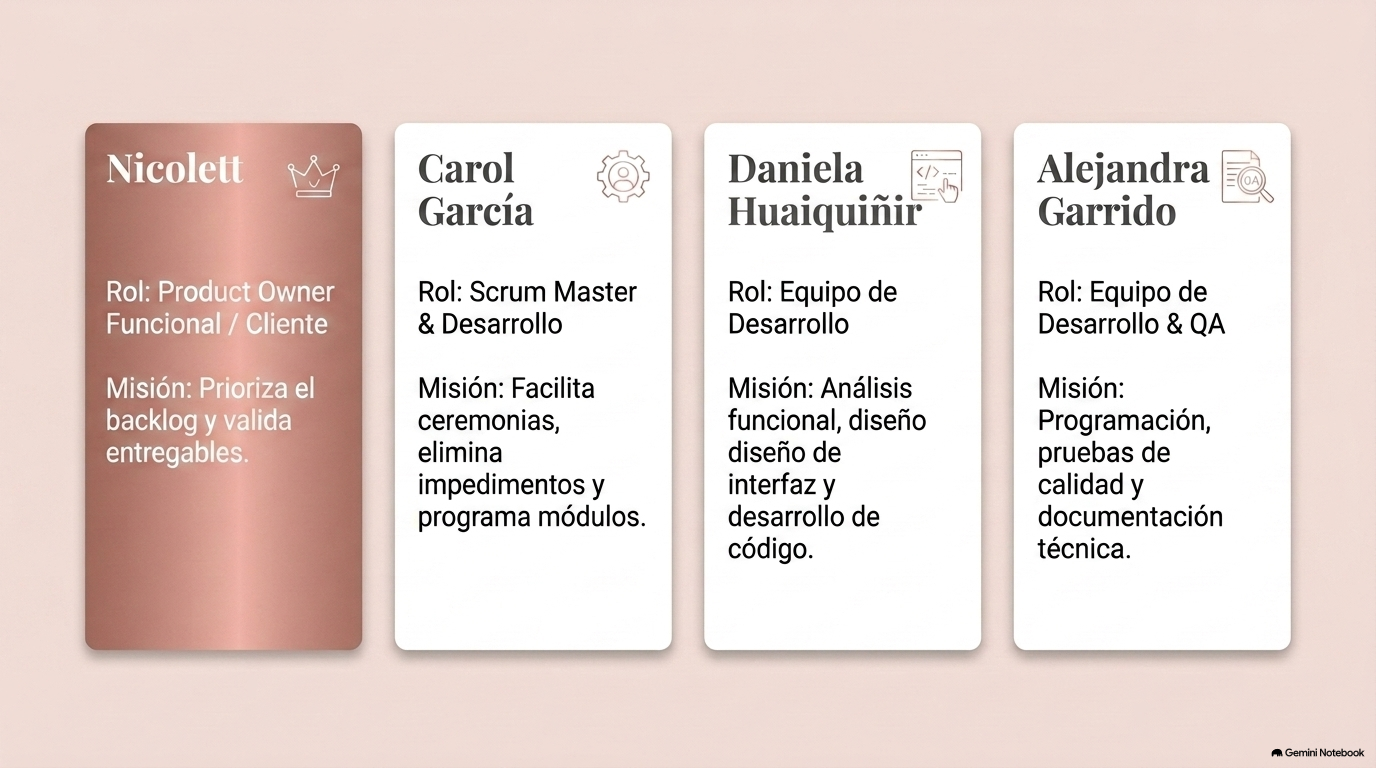 Nicolett
Rol: Product Owner
Funcional / Cliente
Misión: Prioriza el
backlog y valida
entregables.
Carol
García
Rol: Scrum Master
& Desarrollo
Misión: Facilita
ceremonias,
elimina
impedimentos y
programa módulos.
Daniela
Huaiquiñir
</>
Rol: Equipo de
Desarrollo
Misión: Análisis
funcional, diseño
diseño de
interfaz y
desarrollo de
código.
Alejandra
Garrido
QA
Rol: Equipo de
Desarrollo & QA
Misión:
Programación,
pruebas de
calidad y
documentación
técnica.
Gemini Notebook